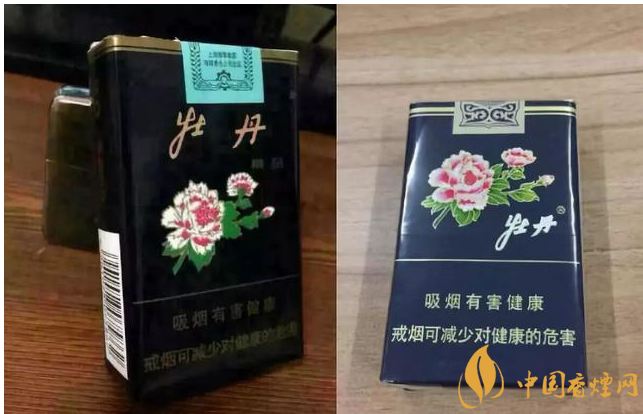 牡丹
吸烟有害健康
戒烟可减少对健康的危害
牡丹®
吸烟有害健康
戒烟可减少对健康的危害
中国香烟网